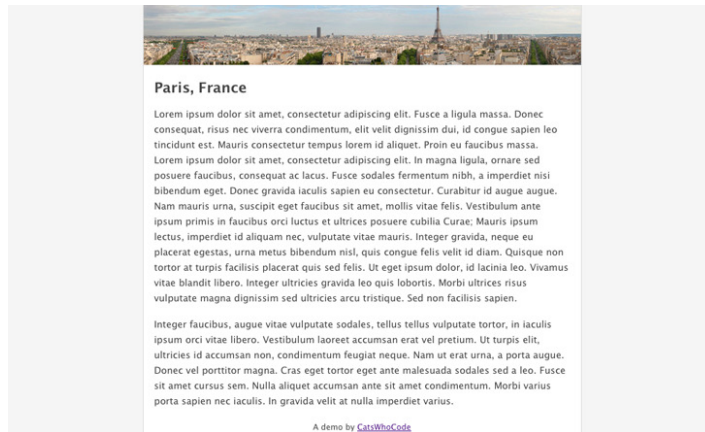 Paris, France
Lorem ipsum dolor sit amet, consectetur adipiscing elit. Fusce a ligula massa. Donec
consequat, risus nec viverra condimentum, elit velit dignissim dui, id congue sapien leo
tincidunt est. Mauris consectetur tempus lorem id aliquet. Proin eu faucibus massa.
Lorem ipsum dolor sit amet, consectetur adipiscing elit. In magna ligula, ornare sed
posuere faucibus, consequat ac lacus. Fusce sodales fermentum nibh, a imperdiet nisi
bibendum eget. Donec gravida iaculis sapien eu consectetur. Curabitur id augue augue.
Nam mauris urna, suscipit eget faucibus sit amet, mollis vitae felis. Vestibulum ante
ipsum primis in faucibus orci luctus et ultrices posuere cubilia Curae; Mauris ipsum
lectus, imperdiet id aliquam nec, vulputate vitae mauris. Integer gravida, neque eu
placerat egestas, urna metus bibendum nisl, quis congue felis velit id diam. Quisque non
tortor at turpis facilisis placerat quis sed felis. Ut eget ipsum dolor, id lacinia leo. Vivamus
vitae blandit libero. Integer ultricies gravida leo quis lobortis. Morbi ultrices risus
vulputate magna dignissim sed ultricies arcu tristique. Sed non facilisis sapien.
Integer faucibus, augue vitae vulputate sodales, tellus tellus vulputate tortor, in iaculis
ipsum orci vitae libero. Vestibulum laoreet accumsan erat vel pretium. Ut turpis elit,
ultricies id accumsan non, condimentum feugiat neque. Nam ut erat urna, a porta augue.
Donec vel porttitor magna. Cras eget tortor eget ante malesuada sodales sed a leo. Fusce
sit amet cursus sem. Nulla aliquet accumsan ante sit amet condimentum. Morbi varius
porta sapien nec iaculis. In gravida velit at nulla imperdiet varius.
A demo by CatsWhoCode